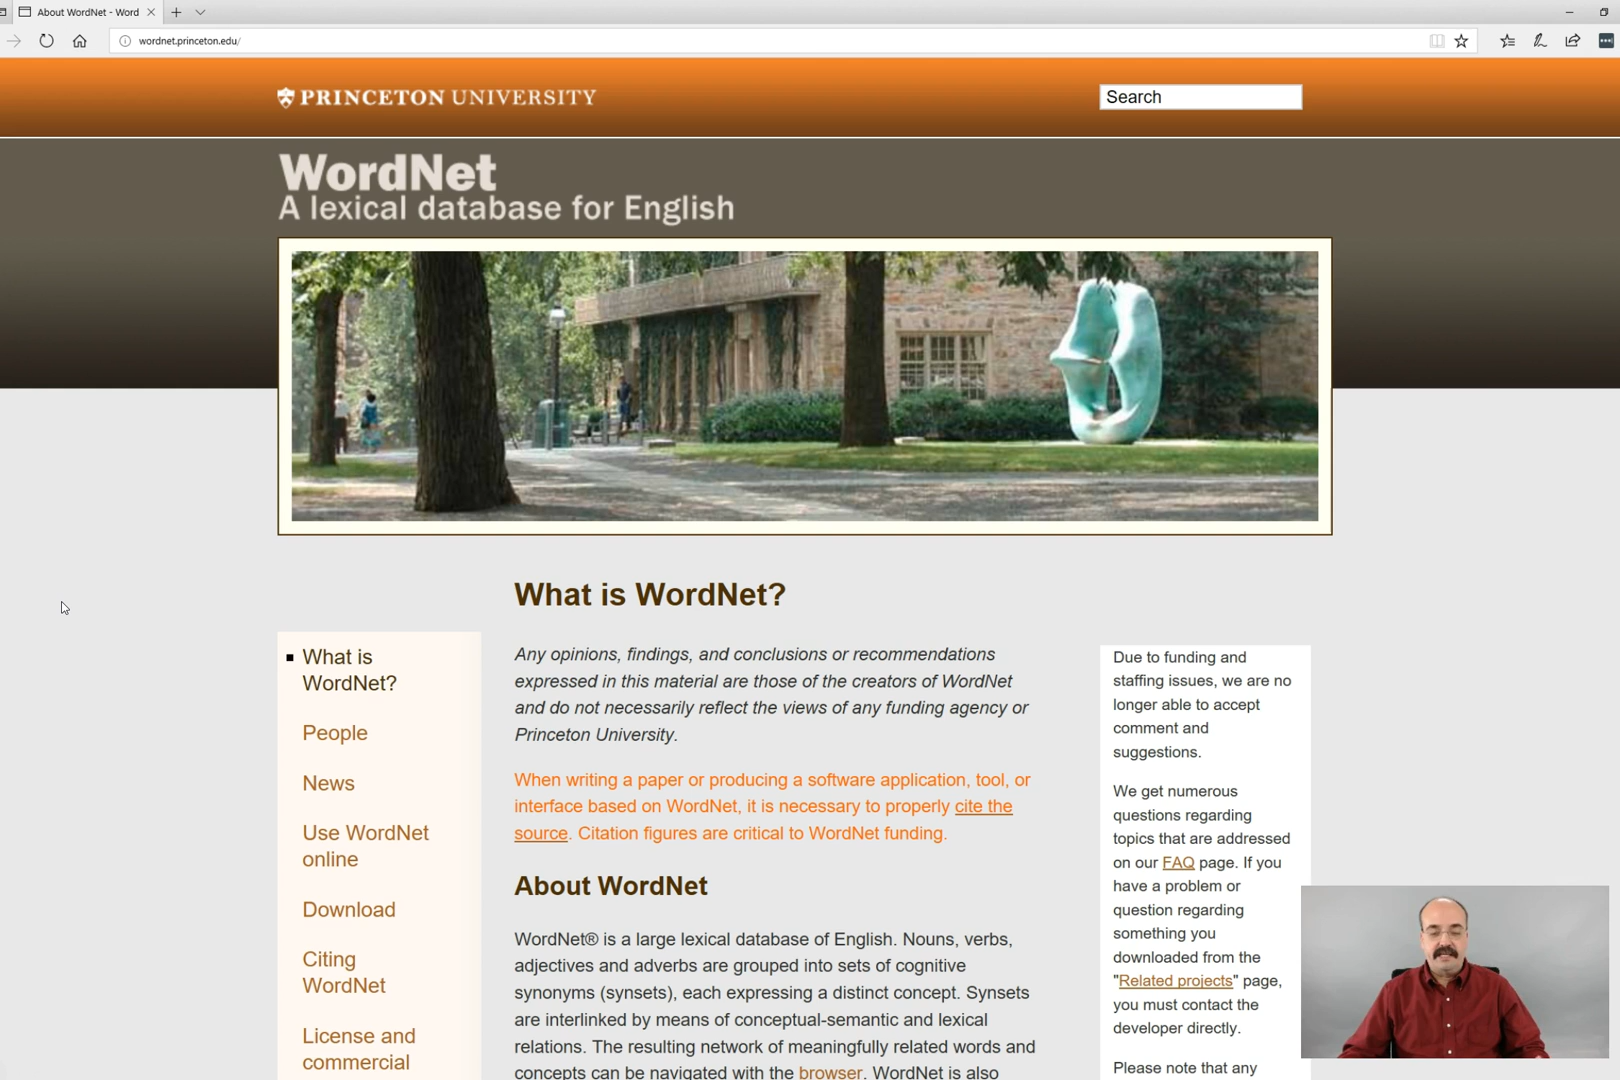 About WordNet - Word
wordnet.princeton.edu/
PRINCETON UNIVERSITY
Search
WordNet
A lexical database for English
What is WordNet?
What is
WordNet?
People
News
Use WordNet
online
Download
Citing
WordNet
License and
commercial
Any opinions, findings, and conclusions or recommendations
expressed in this material are those of the creators of WordNet
and do not necessarily reflect the views of any funding agency or
Princeton University.
When writing a paper or producing a software application, tool, or
interface based on WordNet, it is necessary to properly cite the
source. Citation figures are critical to WordNet funding.
About WordNet
WordNet® is a large lexical database of English. Nouns, verbs,
adjectives and adverbs are grouped into sets of cognitive
synonyms (synsets), each expressing a distinct concept. Synsets
are interlinked by means of conceptual-semantic and lexical
relations. The resulting network of meaningfully related words and
concepts can be navigated with the browser. WordNet is also
Due to funding and
staffing issues, we are no
longer able to accept
comment and
suggestions.
We get numerous
questions regarding
topics that are addressed
on our FAQ page. If you
have a problem or
question regarding
something you
downloaded from the
"Related projects" page,
you must contact the
developer directly.
Please note that any